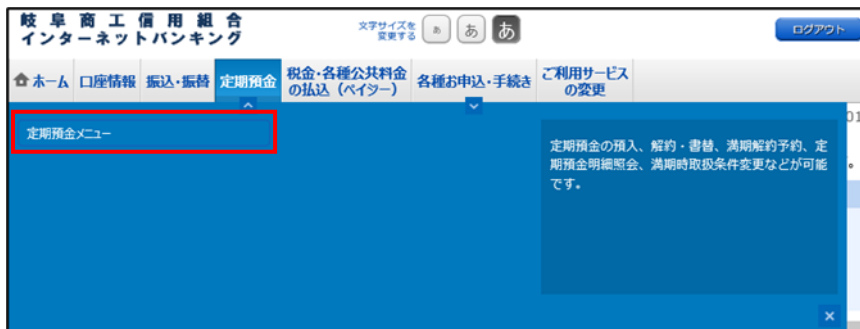 岐阜商工信用組合
インターネットバンキング
文字サイズを
変更する
あ
あ
あ
ログアウト
ホーム
口座情報
振込・振替
定期預金
税金・各種公共料金
の払込（ペイジー）
各種お申込・手続き
ご利用サービス
の変更
定期預金メニュー
定期預金の預入、解約・書替、満期解約予約、定
期預金明細照会、満期時取扱条件変更などが可能
です。